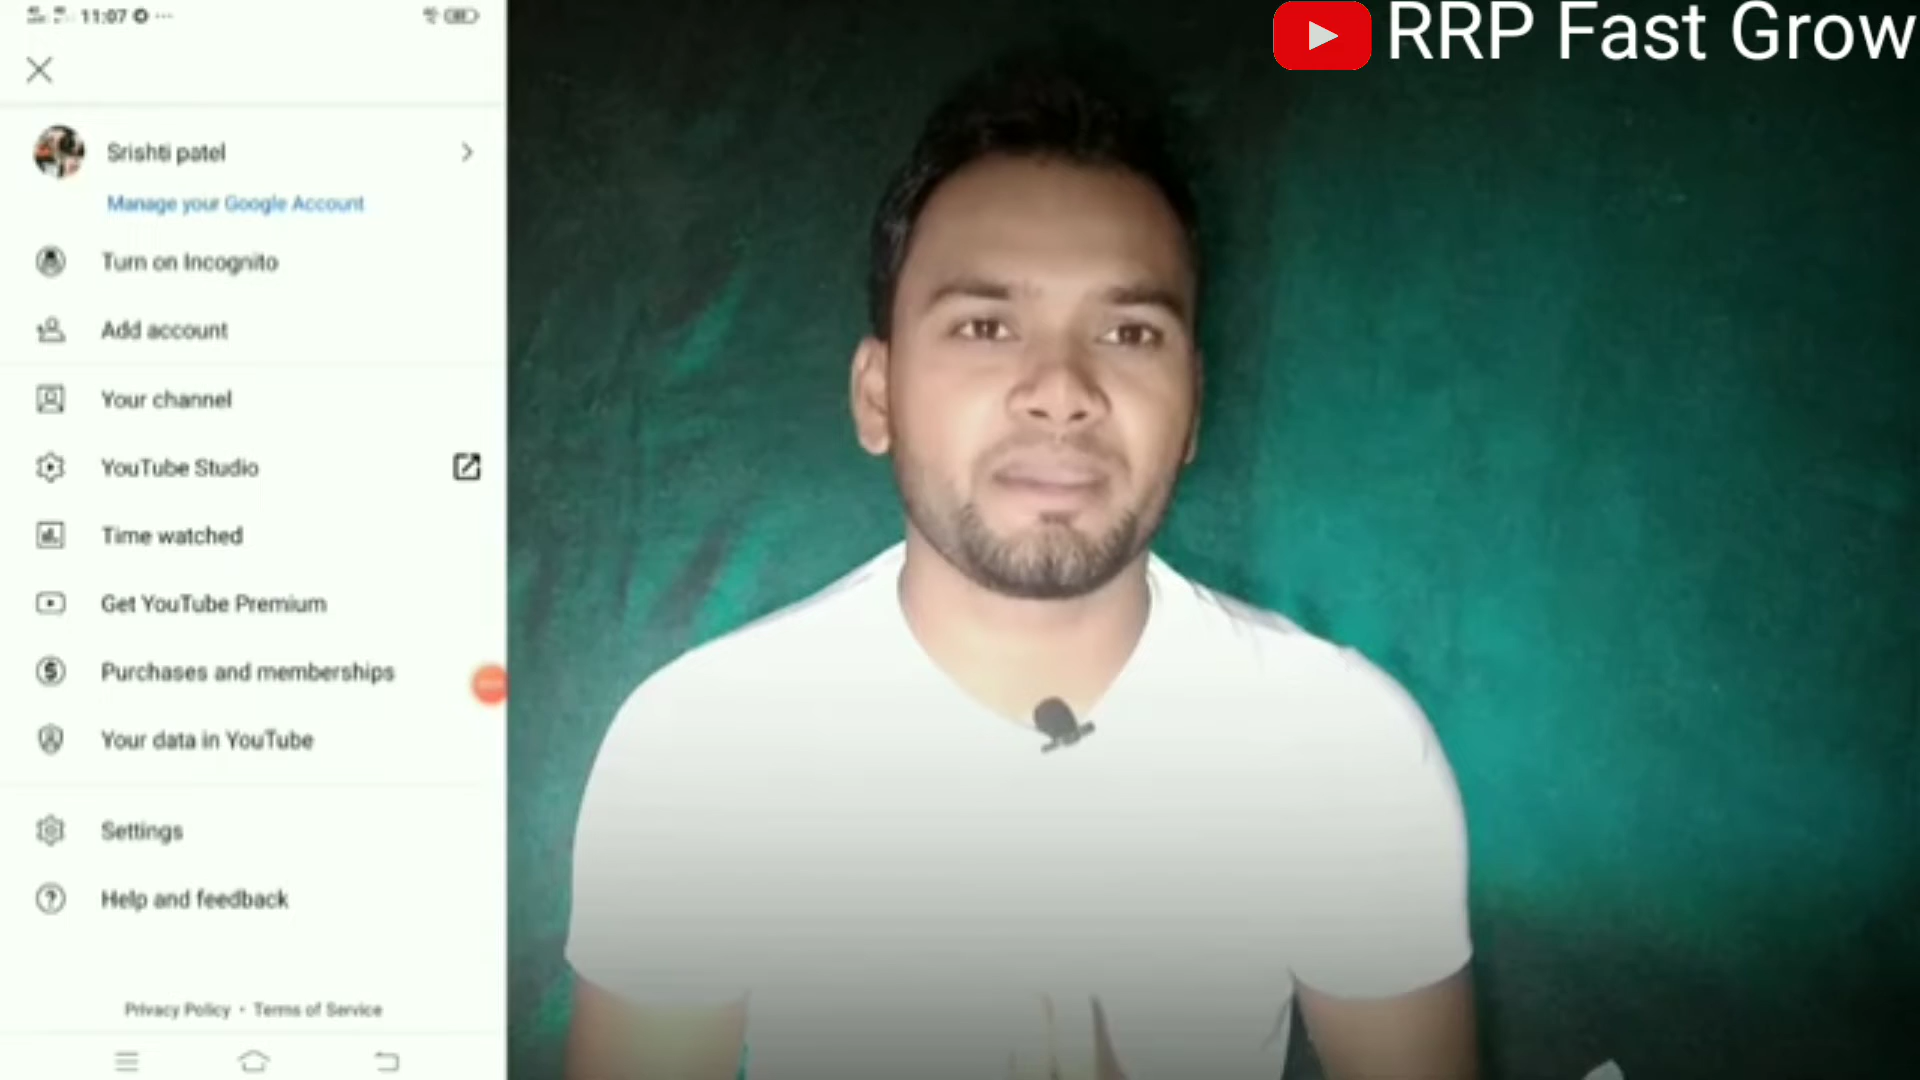 11:07
RRP Fast Grow
Srishti patel
Manage your Google Account
Turn on Incognito
Add account
Your channel
YouTube Studio
Time watched
Get YouTube Premium
Purchases and memberships
Your data in YouTube
Settings
Help and feedback
Privacy Policy • Terms of Service